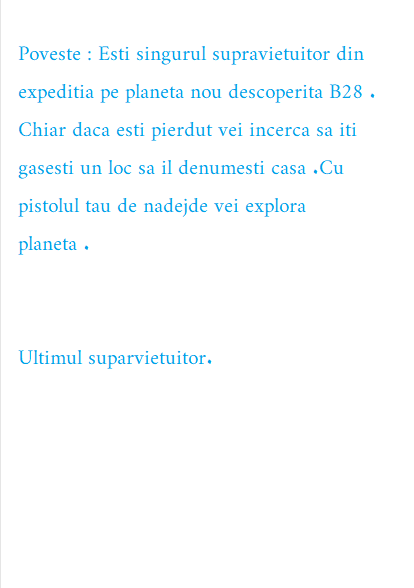 Poveste : Esti singurul supravietuitor din
expeditia pe planeta nou descoperita B28 .
Chiar daca esti pierdut vei incerca sa iti
gasesti un loc sa il denumesti casa .Cu
pistolul tau de nadejde vei explora
planeta .
Ultimul suparvietuitor.